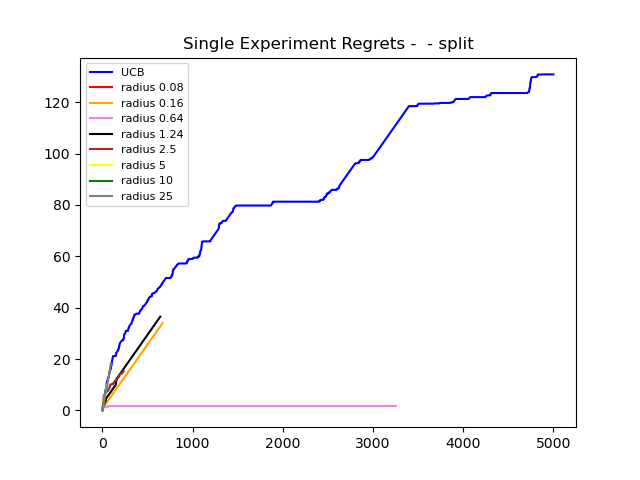 Single Experiment Regrets -  - split
UCB
radius 0.08
radius 0.16
radius 0.64
radius 1.24
radius 2.5
radius 5
radius 10
radius 25
120
100
80
60
40
20
0
0 1000 2000 3000 4000 5000